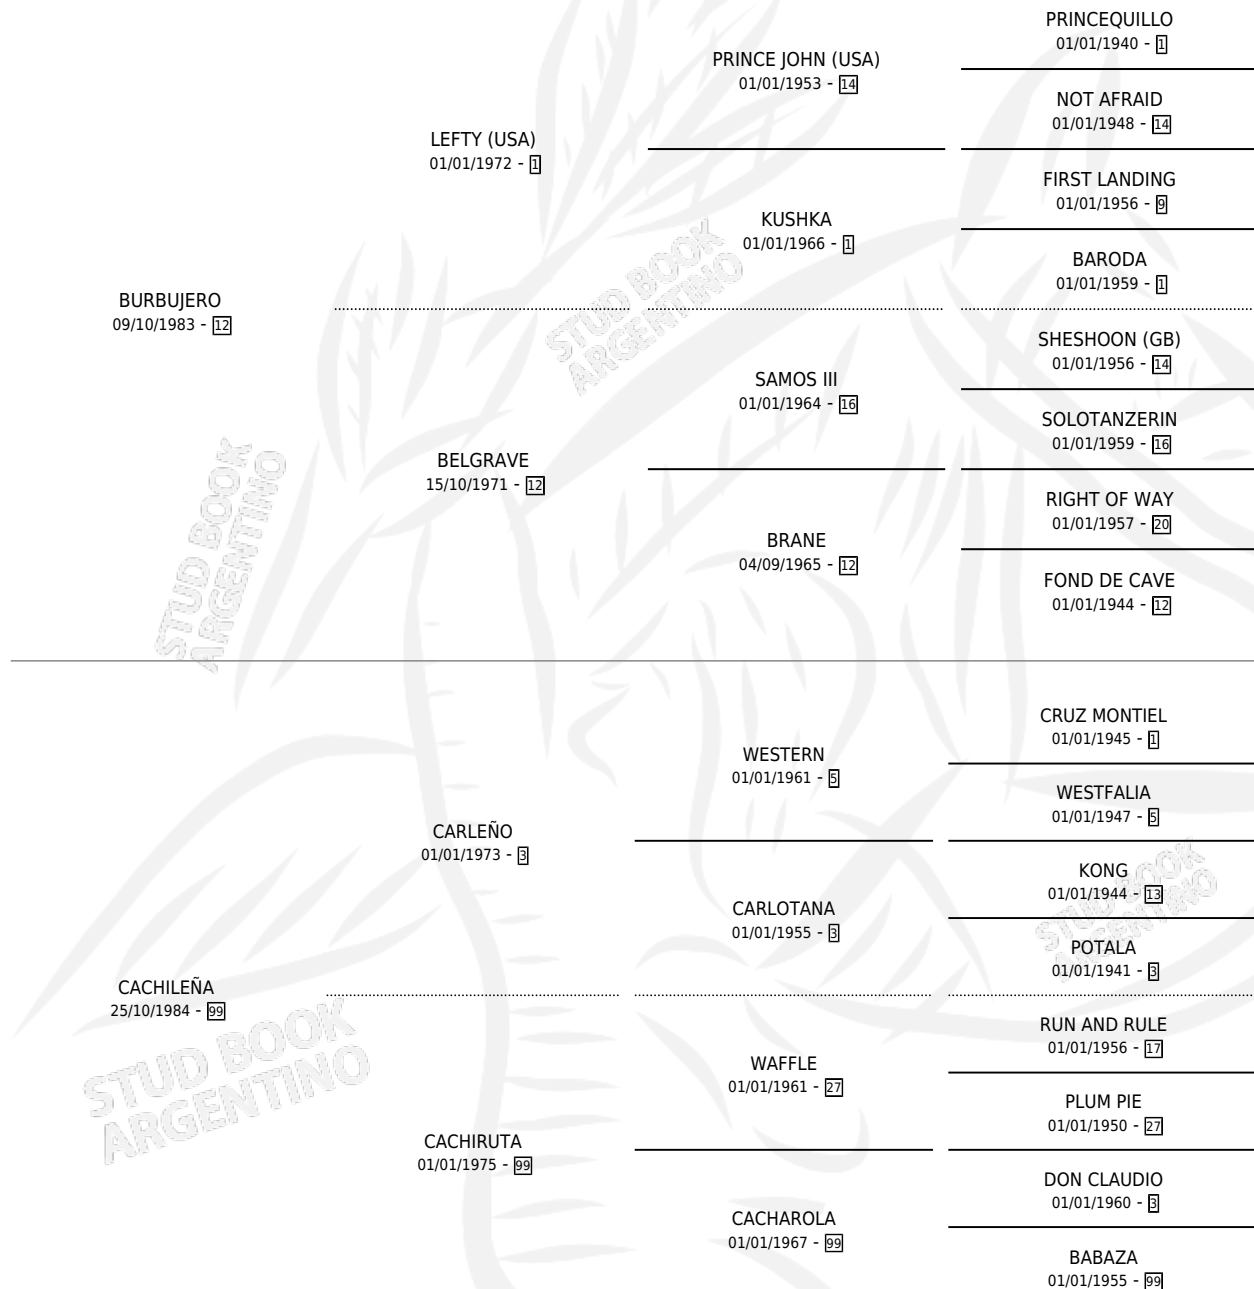 BURBUJERO
09/10/1983 - 12
LEFTY (USA)
01/01/1972 - 1
BELGRAVE
15/10/1971 - 12
PRINCE JOHN (USA)
01/01/1953 - 14
KUSHKA
01/01/1966 - 1
SAMOS III
01/01/1964 - 16
BRANE
04/09/1965 - 12
PRINCEQUILLO
01/01/1940 - 1
NOT AFRAID
01/01/1948 - 14
FIRST LANDING
01/01/1956 - 9
BARODA
01/01/1959 - 1
SHESHOON (GB)
01/01/1956 - 14
SOLOTANZERIN
01/01/1959 - 16
RIGHT OF WAY
01/01/1957 - 20
FOND DE CAVE
01/01/1944 - 12
CACHILEÑA
25/10/1984 - 99
CARLEÑO
01/01/1973 - 3
CACHIRUTA
01/01/1975 - 99
WESTERN
01/01/1961 - 5
CARLOTANA
01/01/1955 - 3
WAFFLE
01/01/1961 - 27
CACHAROLA
01/01/1967 - 99
CRUZ MONTIEL
01/01/1945 - 1
WESTFALIA
01/01/1947 - 5
KONG
01/01/1944 - 13
POTALA
01/01/1941 - 3
RUN AND RULE
01/01/1956 - 17
PLUM PIE
01/01/1950 - 27
DON CLAUDIO
01/01/1960 - 3
BABAZA
01/01/1955 - 99
STUD BOOK
ARGENTINO
STUD BOOK
ARGENTINO
STUD BOOK
ARGENTINO
STUD BOOK
ARGENTINO